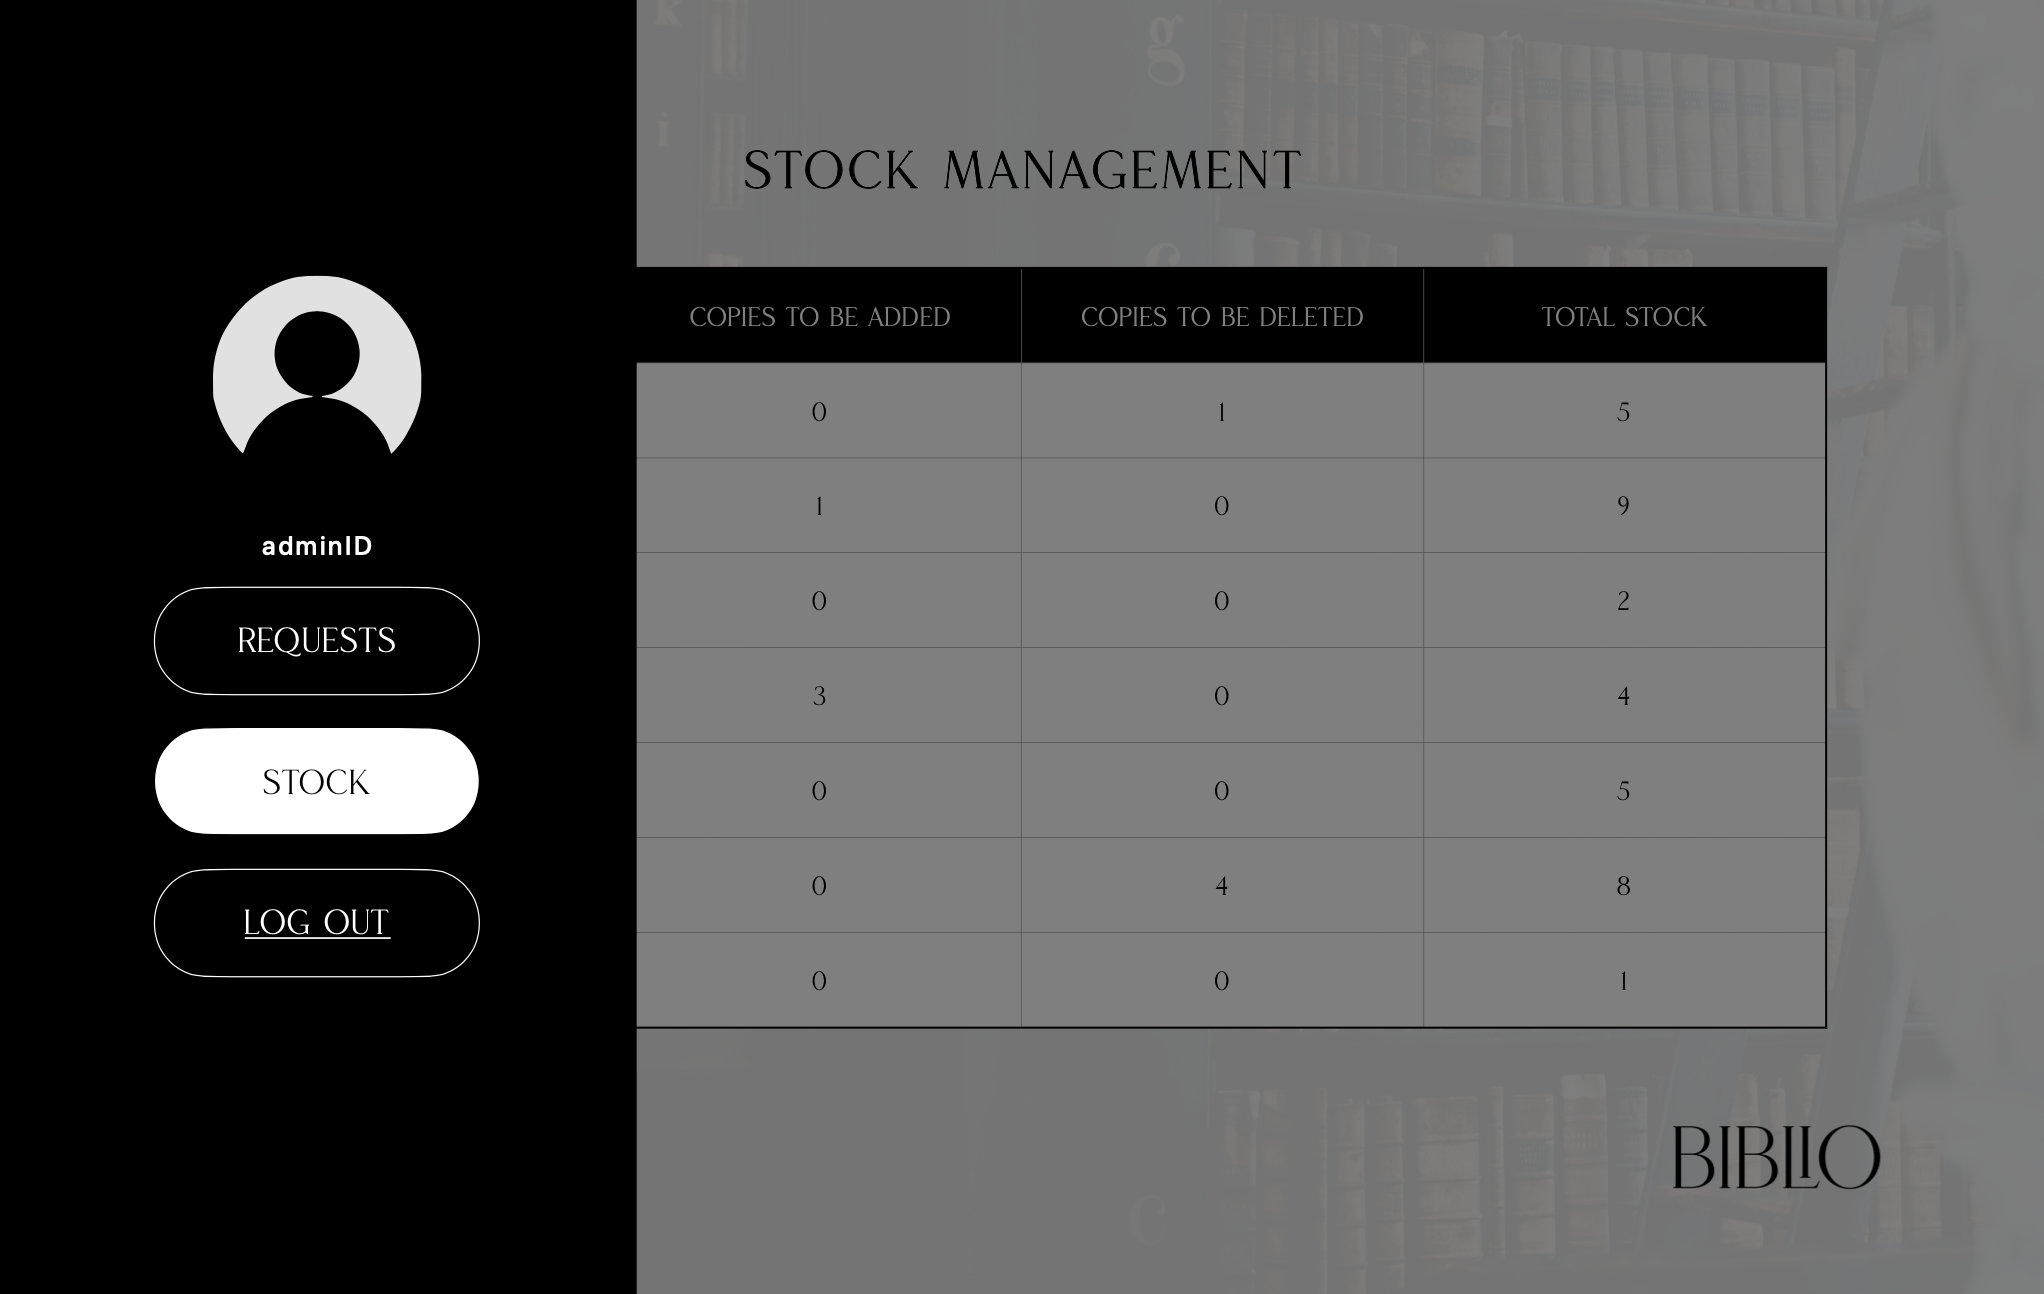 k
g
i
STOCK MANAGEMENT
COPIES TO BE ADDED COPIES TO BE DELETED TOTAL STOCK
0 1 5
1 0 9
0 0 2
3 0 4
0 0 5
0 4 8
0 0 1
adminID
REQUESTS
STOCK
LOG OUT
BIBLIO